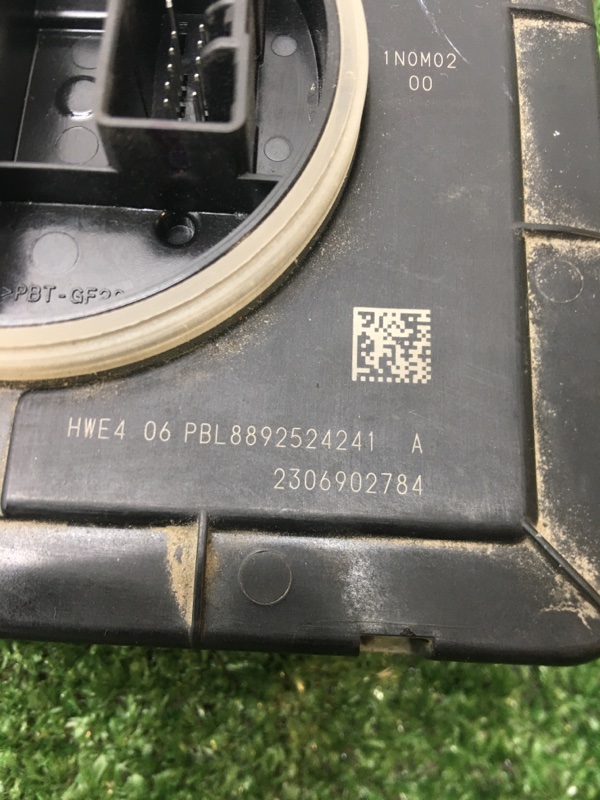 1N0M02
00
>PBT-GF
HWE4 06 PBL8892524241 A
2306902784